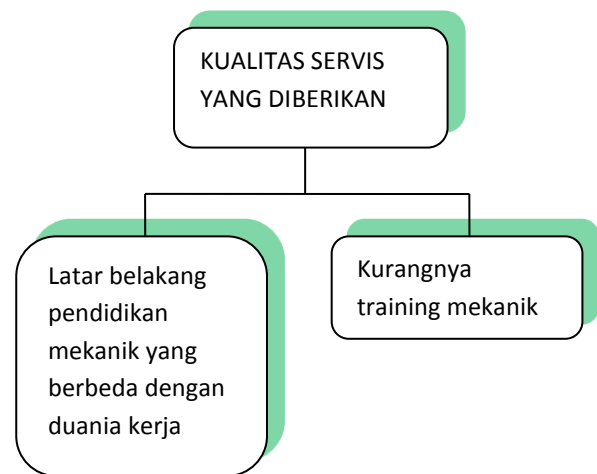 KUALITAS SERVIS
YANG DIBERIKAN
Latar belakang
pendidikan
mekanik yang
berbeda dengan
duania kerja
Kurangnya
training mekanik